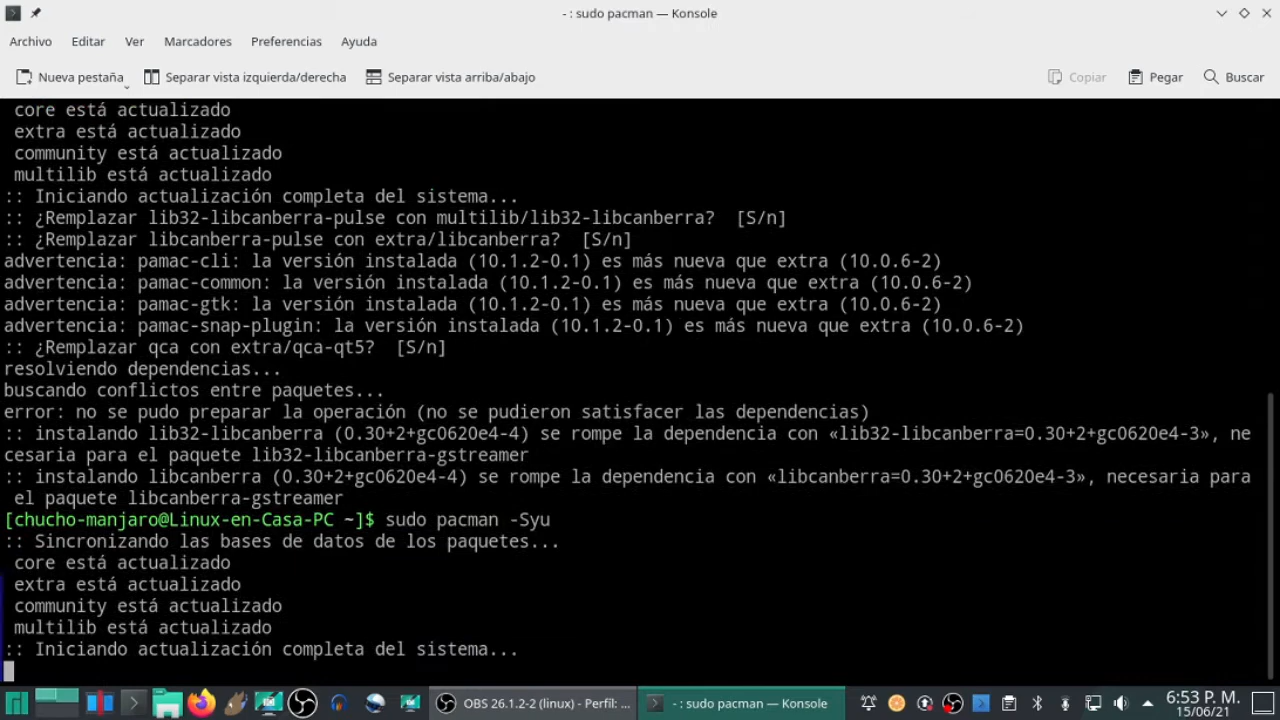 - : sudo pacman — Konsole
Archivo Editar Ver Marcadores Preferencias Ayuda
Nueva pestaña Separar vista izquierda/derecha Separar vista arriba/abajo Copiar Pegar Buscar
core está actualizado
extra está actualizado
community está actualizado
multilib está actualizado
:: Iniciando actualización completa del sistema...
:: ¿Remplazar lib32-libcanberra-pulse con multilib/lib32-libcanberra? [S/n]
:: ¿Remplazar libcanberra-pulse con extra/libcanberra? [S/n]
advertencia: pamac-cli: la versión instalada (10.1.2-0.1) es más nueva que extra (10.0.6-2)
advertencia: pamac-common: la versión instalada (10.1.2-0.1) es más nueva que extra (10.0.6-2)
advertencia: pamac-gtk: la versión instalada (10.1.2-0.1) es más nueva que extra (10.0.6-2)
advertencia: pamac-snap-plugin: la versión instalada (10.1.2-0.1) es más nueva que extra (10.0.6-2)
:: ¿Remplazar qca con extra/qca-qt5? [S/n]
resolviendo dependencias...
buscando conflictos entre paquetes...
error: no se pudo preparar la operación (no se pudieron satisfacer las dependencias)
:: instalando lib32-libcanberra (0.30+2+gc0620e4-4) se rompe la dependencia con «lib32-libcanberra=0.30+2+gc0620e4-3», ne
cesaria para el paquete lib32-libcanberra-gstreamer
:: instalando libcanberra (0.30+2+gc0620e4-4) se rompe la dependencia con «libcanberra=0.30+2+gc0620e4-3», necesaria para
el paquete libcanberra-gstreamer
[chucho-manjaro@Linux-en-Casa-PC ~]$ sudo pacman -Syu
:: Sincronizando las bases de datos de los paquetes...
core está actualizado
extra está actualizado
community está actualizado
multilib está actualizado
:: Iniciando actualización completa del sistema...
OBS 26.1.2-2 (linux) - Perfil: ... - : sudo pacman — Konsole 6:53 P. M.
15/06/21